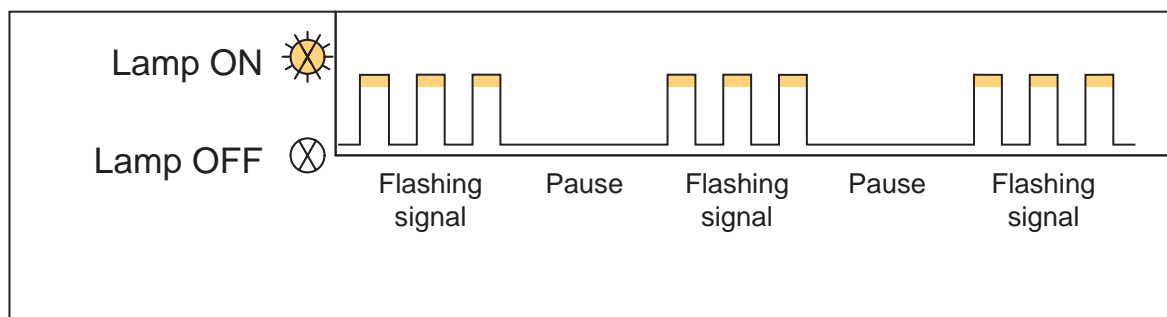 Lamp ON
Lamp OFF
Flashing
signal
Pause
Flashing
signal
Pause
Flashing
signal